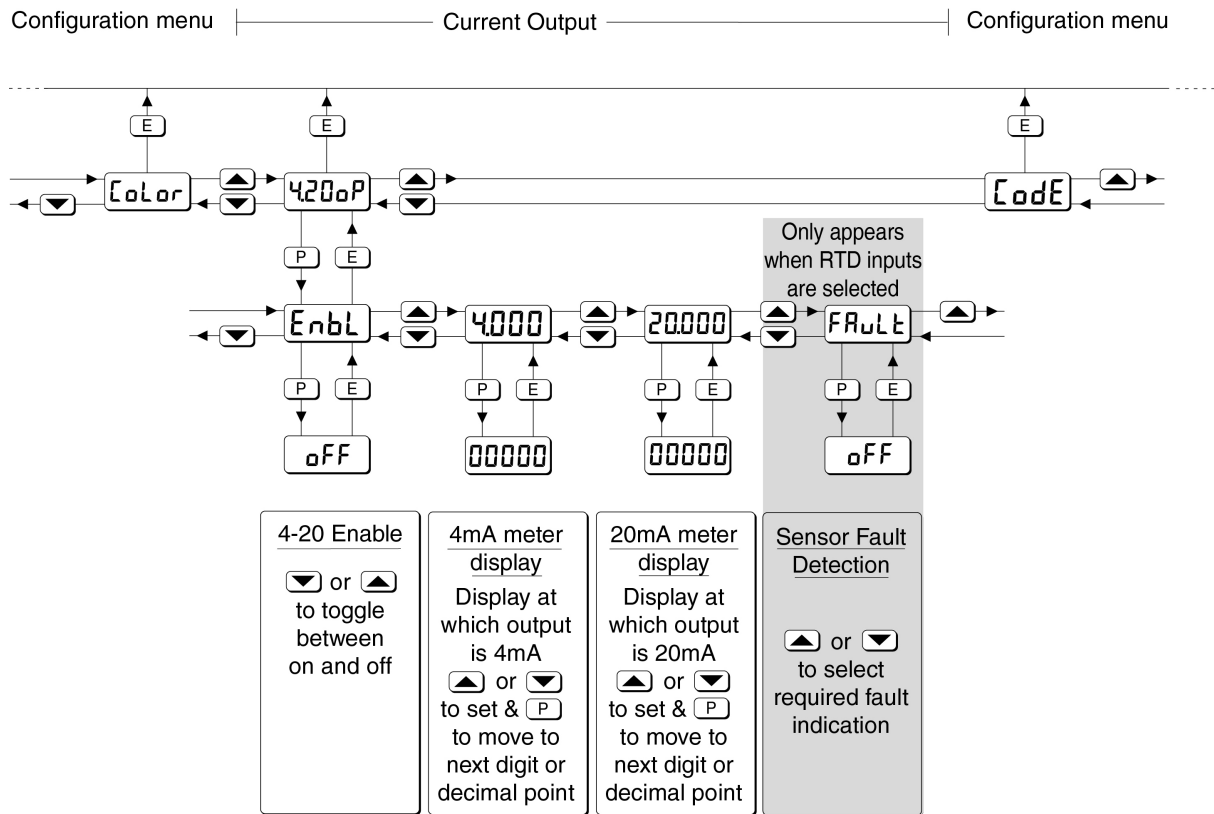 Configuration menu
Current Output
Configuration menu
E
E
E
CoLor
4.20oP
CodE
Only appears
when RTD inputs
are selected
P
E
EnbL
4.000
20.000
FAuLt
P
E
P
E
P
E
P
E
oFF
00000
00000
oFF
4-20 Enable
or
to toggle
between
on and off
4mA meter
display
Display at
which output
is 4mA
or
to set & P
to move to
next digit or
decimal point
20mA meter
display
Display at
which output
is 20mA
or
to set & P
to move to
next digit or
decimal point
Sensor Fault
Detection
or
to select
required fault
indication